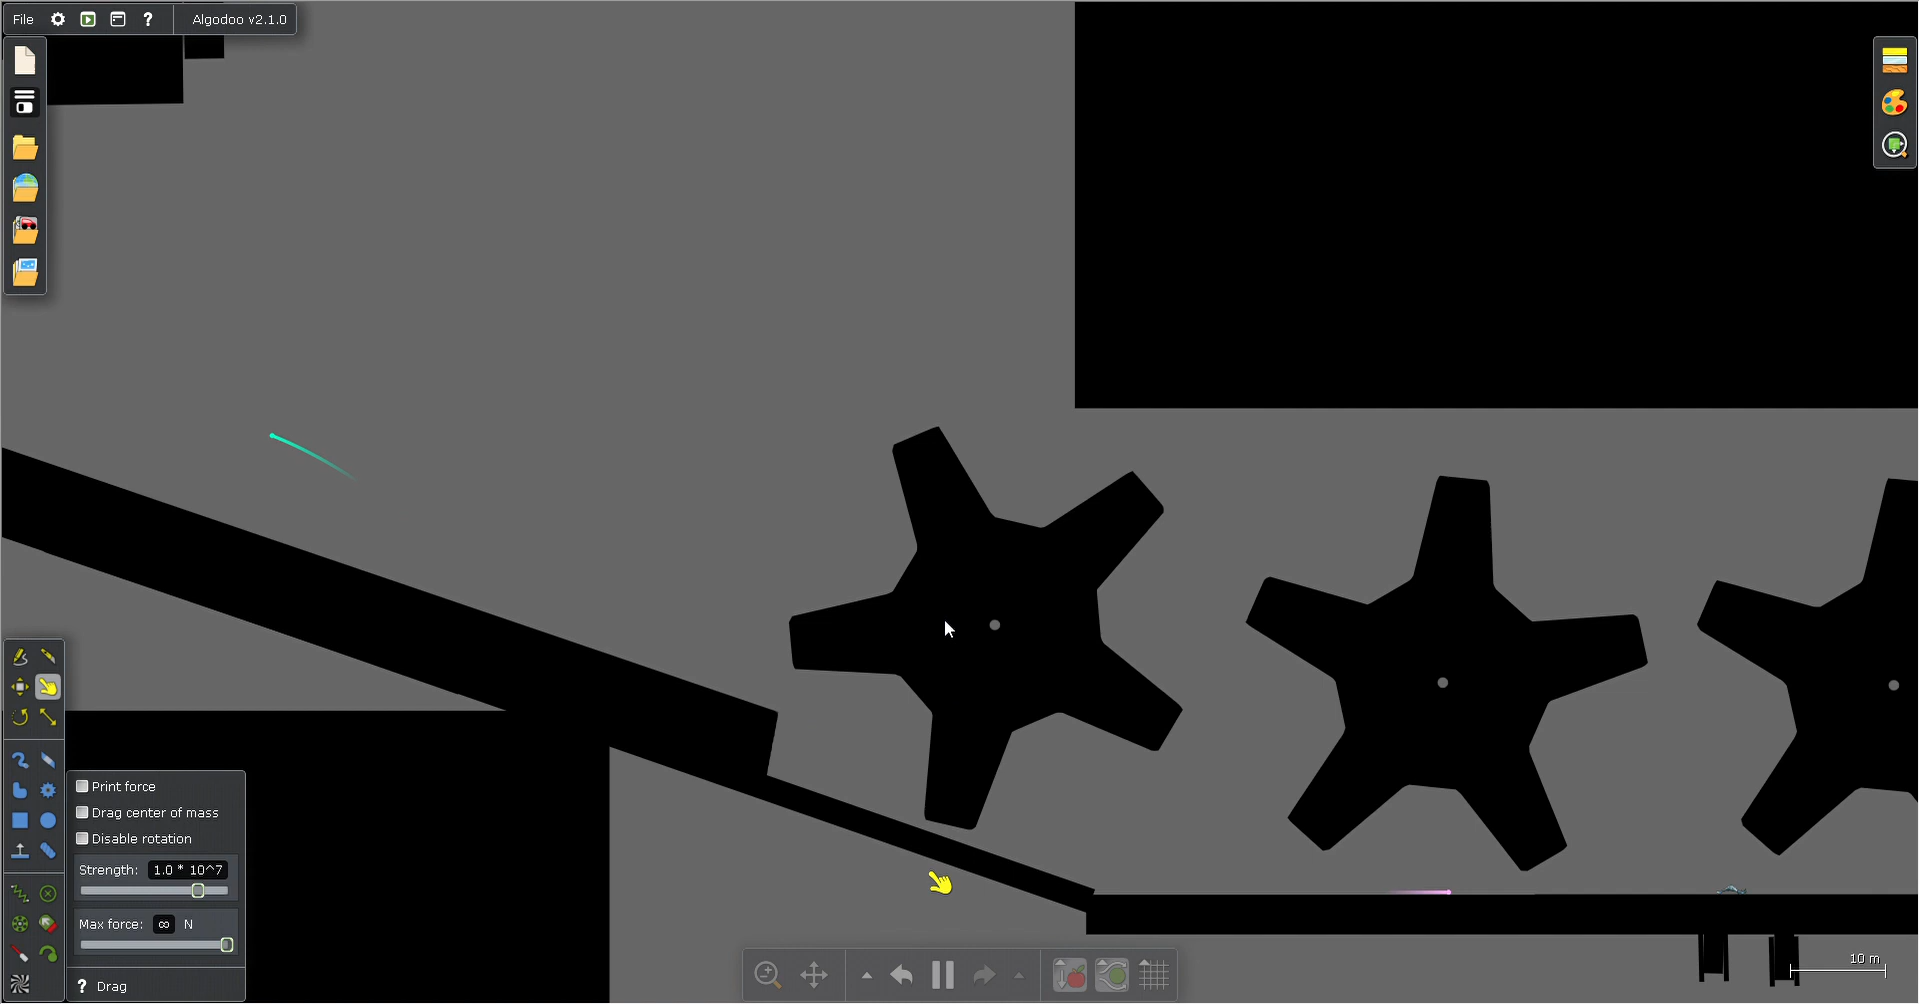 File ? Algodoo v2.1.0
Print force
Drag center of mass
Disable rotation
Strength: 1.0 * 10^7
Max force: ∞ N
? Drag
10 m